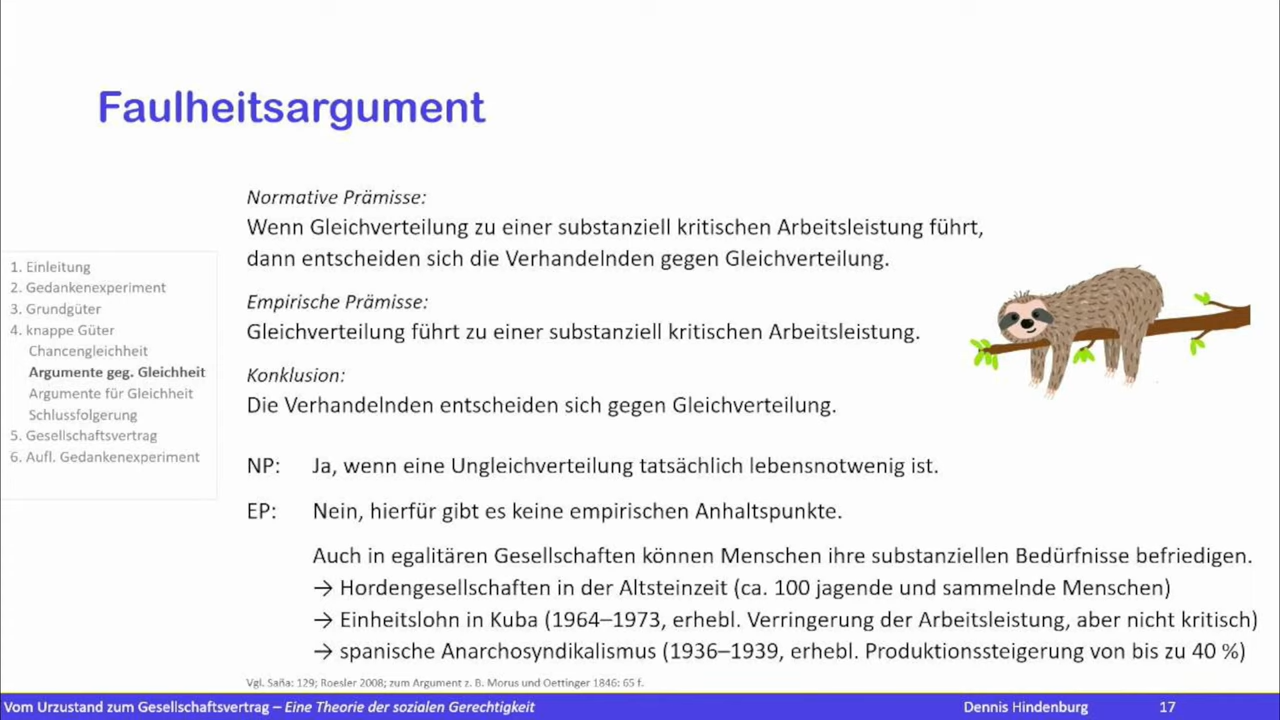 Faulheitsargument
Normative Prämisse:
Wenn Gleichverteilung zu einer substanziell kritischen Arbeitsleistung führt,
dann entscheiden sich die Verhandelnden gegen Gleichverteilung.
Empirische Prämisse:
Gleichverteilung führt zu einer substanziell kritischen Arbeitsleistung.
Konklusion:
Die Verhandelnden entscheiden sich gegen Gleichverteilung.
1. Einleitung
2. Gedankenexperiment
3. Grundgüter
4. knappe Güter
Chancengleichheit
Argumente geg. Gleichheit
Argumente für Gleichheit
Schlussfolgerung
5. Gesellschaftsvertrag
6. Aufl. Gedankenexperiment
NP: Ja, wenn eine Ungleichverteilung tatsächlich lebensnotwenig ist.
EP: Nein, hierfür gibt es keine empirischen Anhaltspunkte.
Auch in egalitären Gesellschaften können Menschen ihre substanziellen Bedürfnisse befriedigen.
→ Hordengesellschaften in der Altsteinzeit (ca. 100 jagende und sammelnde Menschen)
→ Einheitslohn in Kuba (1964–1973, erhebl. Verringerung der Arbeitsleistung, aber nicht kritisch)
→ spanische Anarchosyndikalismus (1936–1939, erhebl. Produktionssteigerung von bis zu 40 %)
Vgl. Saña: 129; Roesler 2008; zum Argument z. B. Morus und Oettinger 1846: 65 f.
Vom Urzustand zum Gesellschaftsvertrag – Eine Theorie der sozialen Gerechtigkeit
Dennis Hindenburg
17